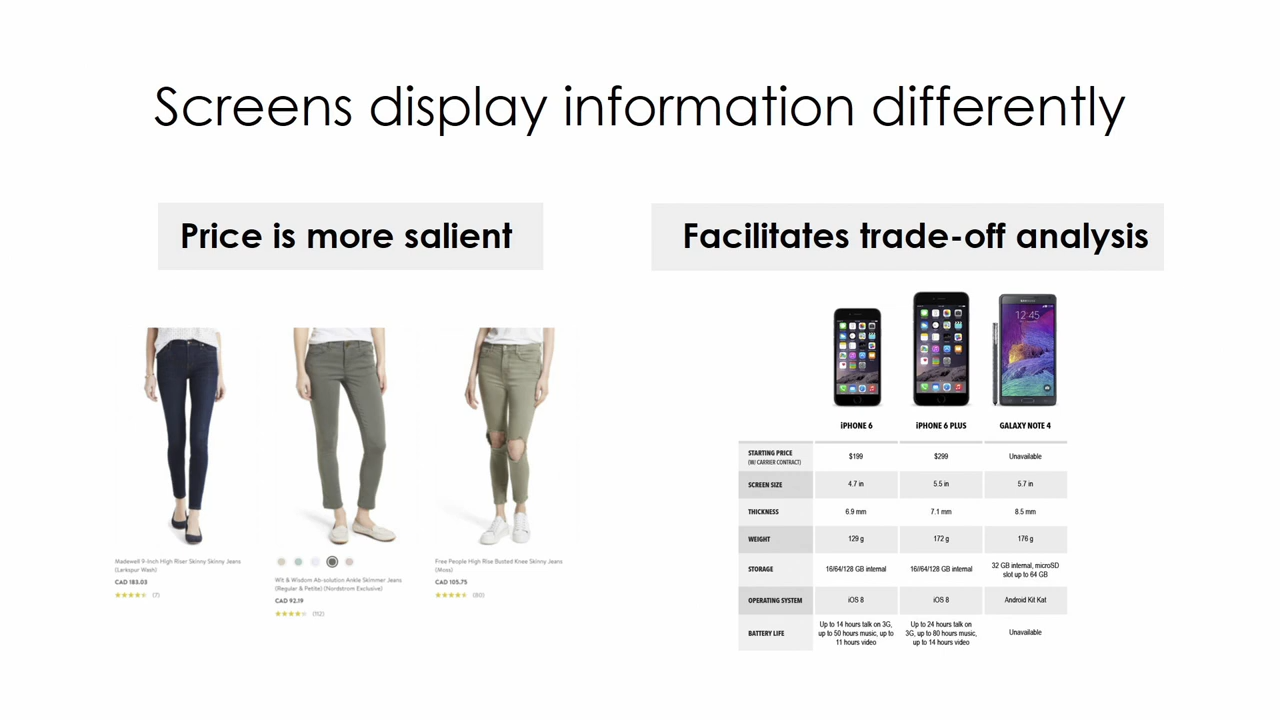 Screens display information differently
Price is more salient
Facilitates trade-off analysis
Madewell 9-Inch High Riser Skinny Skinny Jeans
(Larkspur Wash)
CAD 183.03
(7)
Wit & Wisdom Ab-solution Ankle Skimmer Jeans
(Regular & Petite) (Nordstrom Exclusive)
CAD 92.19
(112)
Free People High Rise Busted Knee Skinny Jeans
(Moss)
CAD 105.75
(80)
12:45
iPHONE 6
iPHONE 6 PLUS
GALAXY NOTE 4
STARTING PRICE
(W/ CARRIER CONTRACT)
$199
$299
Unavailable
SCREEN SIZE
4.7 in
5.5 in
5.7 in
THICKNESS
6.9 mm
7.1 mm
8.5 mm
WEIGHT
129 g
172 g
176 g
STORAGE
16/64/128 GB internal
16/64/128 GB internal
32 GB internal, microSD
slot up to 64 GB
OPERATING SYSTEM
iOS 8
iOS 8
Android Kit Kat
BATTERY LIFE
Up to 14 hours talk on 3G,
up to 50 hours music, up to
11 hours video
Up to 24 hours talk on
3G, up to 80 hours music,
up to 14 hours video
Unavailable